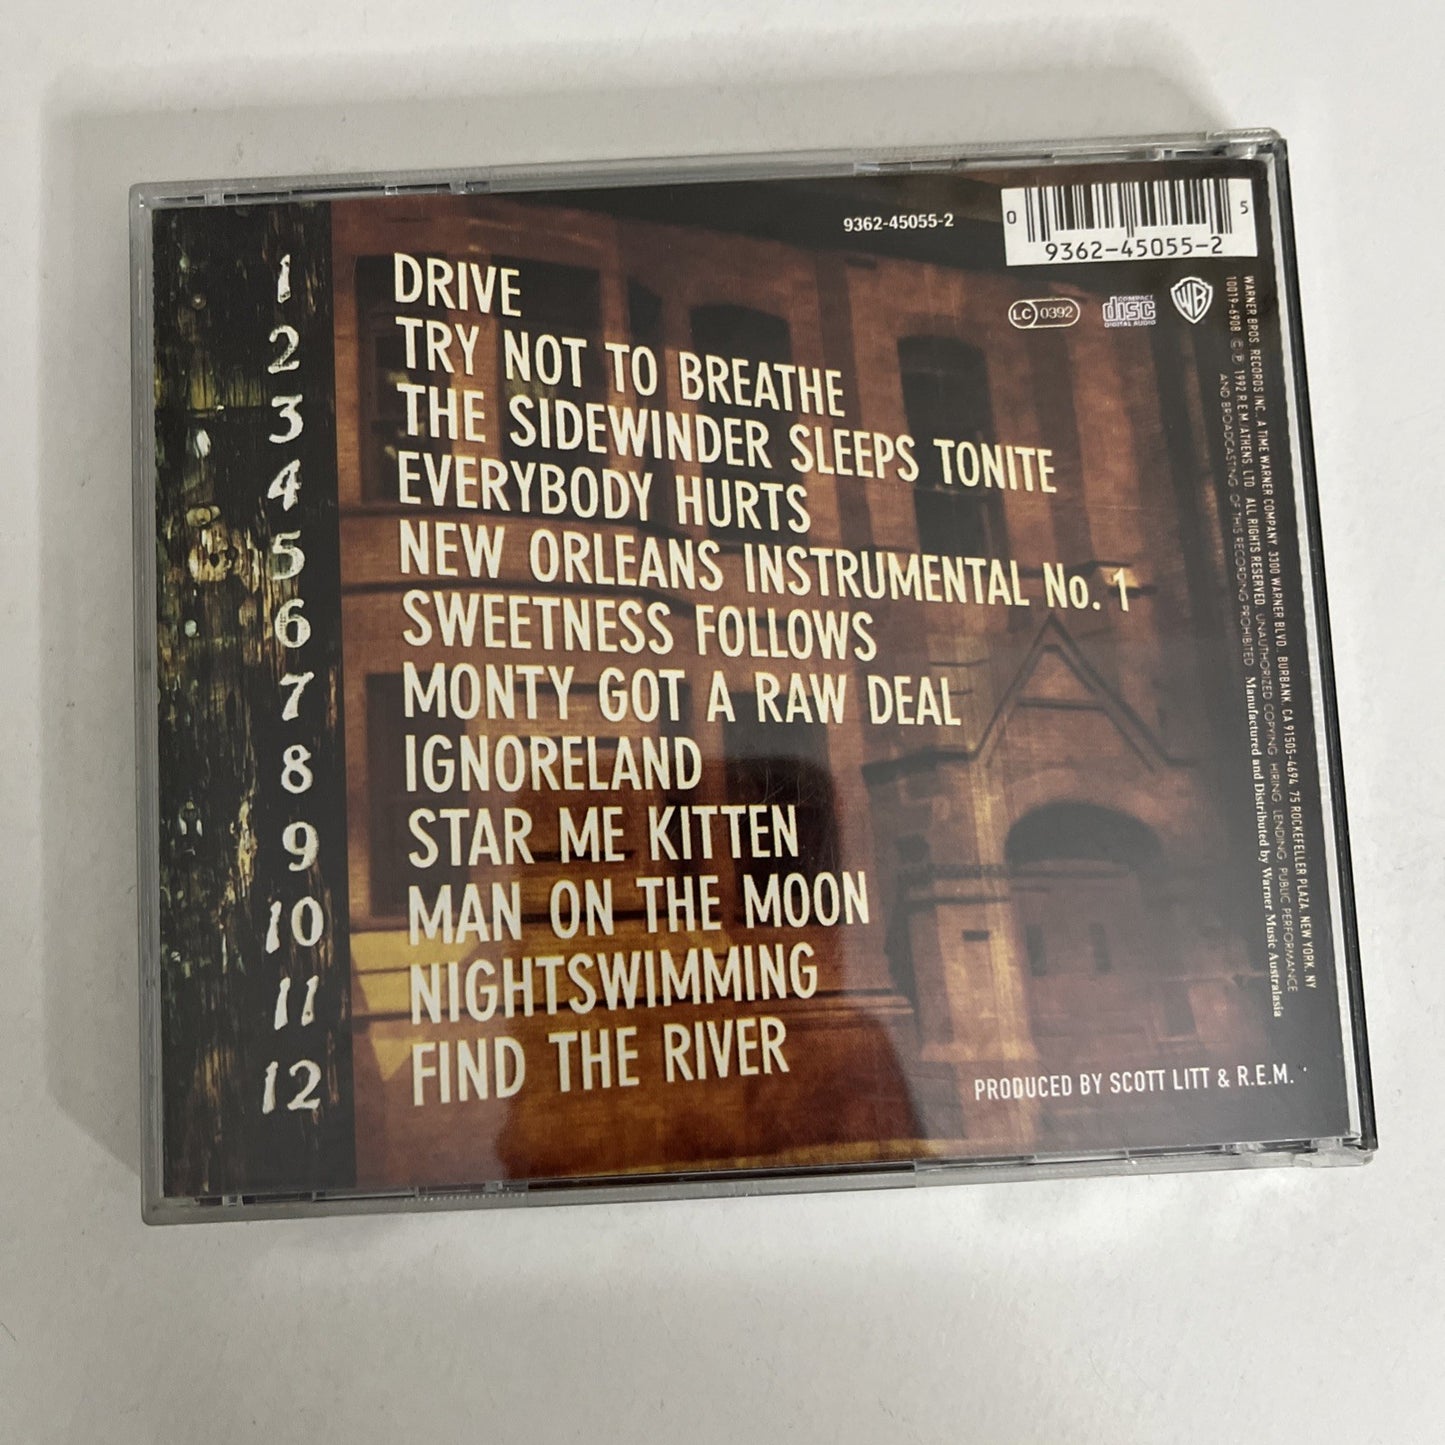 9362-45055-2
0 9362-45055-2 5
LC 0392
COMPACT
disc
DIGITAL AUDIO
WB
1 DRIVE
2 TRY NOT TO BREATHE
3 THE SIDEWINDER SLEEPS TONITE
4 EVERYBODY HURTS
5 NEW ORLEANS INSTRUMENTAL No. 1
6 SWEETNESS FOLLOWS
7 MONTY GOT A RAW DEAL
8 IGNORELAND
9 STAR ME KITTEN
10 MAN ON THE MOON
11 NIGHTSWIMMING
12 FIND THE RIVER
PRODUCED BY SCOTT LITT & R.E.M.
WARNER BROS. RECORDS INC., A TIME WARNER COMPANY. 3300 WARNER BLVD., BURBANK, CA 91505-4694. 75 ROCKEFELLER PLAZA, NEW YORK, NY
10019-6908 © ℗ 1992 R.E.M./ATHENS, LTD. ALL RIGHTS RESERVED. UNAUTHORIZED COPYING, HIRING, LENDING, PUBLIC PERFORMANCE
AND BROADCASTING OF THIS RECORDING PROHIBITED. Manufactured and Distributed by Warner Music Australasia